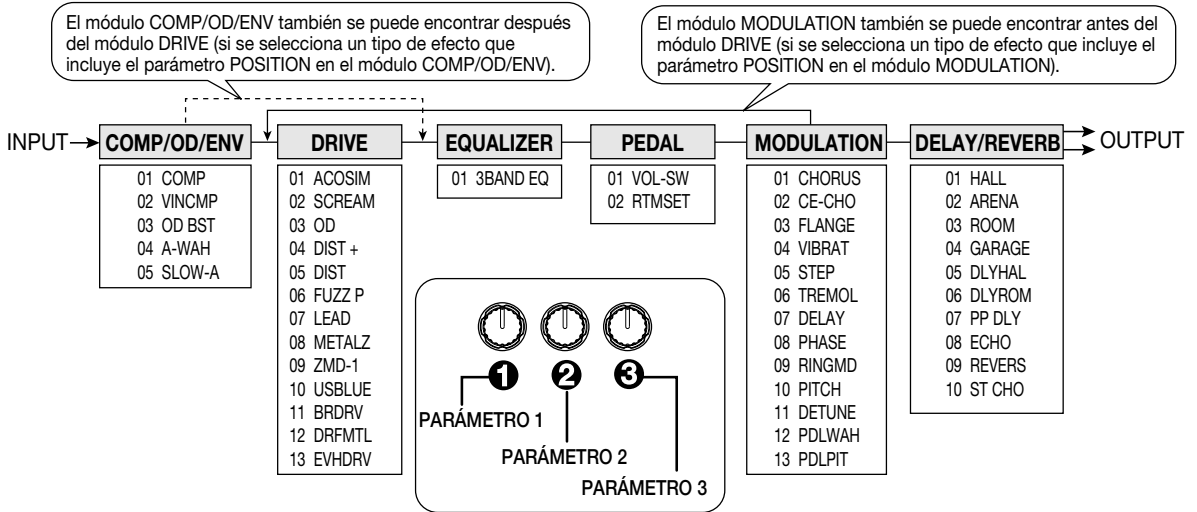 El módulo COMP/OD/ENV también se puede encontrar después
del módulo DRIVE (si se selecciona un tipo de efecto que
incluye el parámetro POSITION en el módulo COMP/OD/ENV).
El módulo MODULATION también se puede encontrar antes del
módulo DRIVE (si se selecciona un tipo de efecto que incluye el
parámetro POSITION en el módulo MODULATION).
INPUT
COMP/OD/ENV
DRIVE
EQUALIZER
PEDAL
MODULATION
DELAY/REVERB
OUTPUT
01 COMP
02 VINCMP
03 OD BST
04 A-WAH
05 SLOW-A
01 ACOSIM
02 SCREAM
03 OD
04 DIST +
05 DIST
06 FUZZ P
07 LEAD
08 METALZ
09 ZMD-1
10 USBLUE
11 BRDRV
12 DRFMTL
13 EVHDRV
01 3BAND EQ
01 VOL-SW
02 RTMSET
01 CHORUS
02 CE-CHO
03 FLANGE
04 VIBRAT
05 STEP
06 TREMOL
07 DELAY
08 PHASE
09 RINGMD
10 PITCH
11 DETUNE
12 PDLWAH
13 PDLPIT
01 HALL
02 ARENA
03 ROOM
04 GARAGE
05 DLYHAL
06 DLYROM
07 PP DLY
08 ECHO
09 REVERS
10 ST CHO
1
2
3
PARÁMETRO 1
PARÁMETRO 2
PARÁMETRO 3